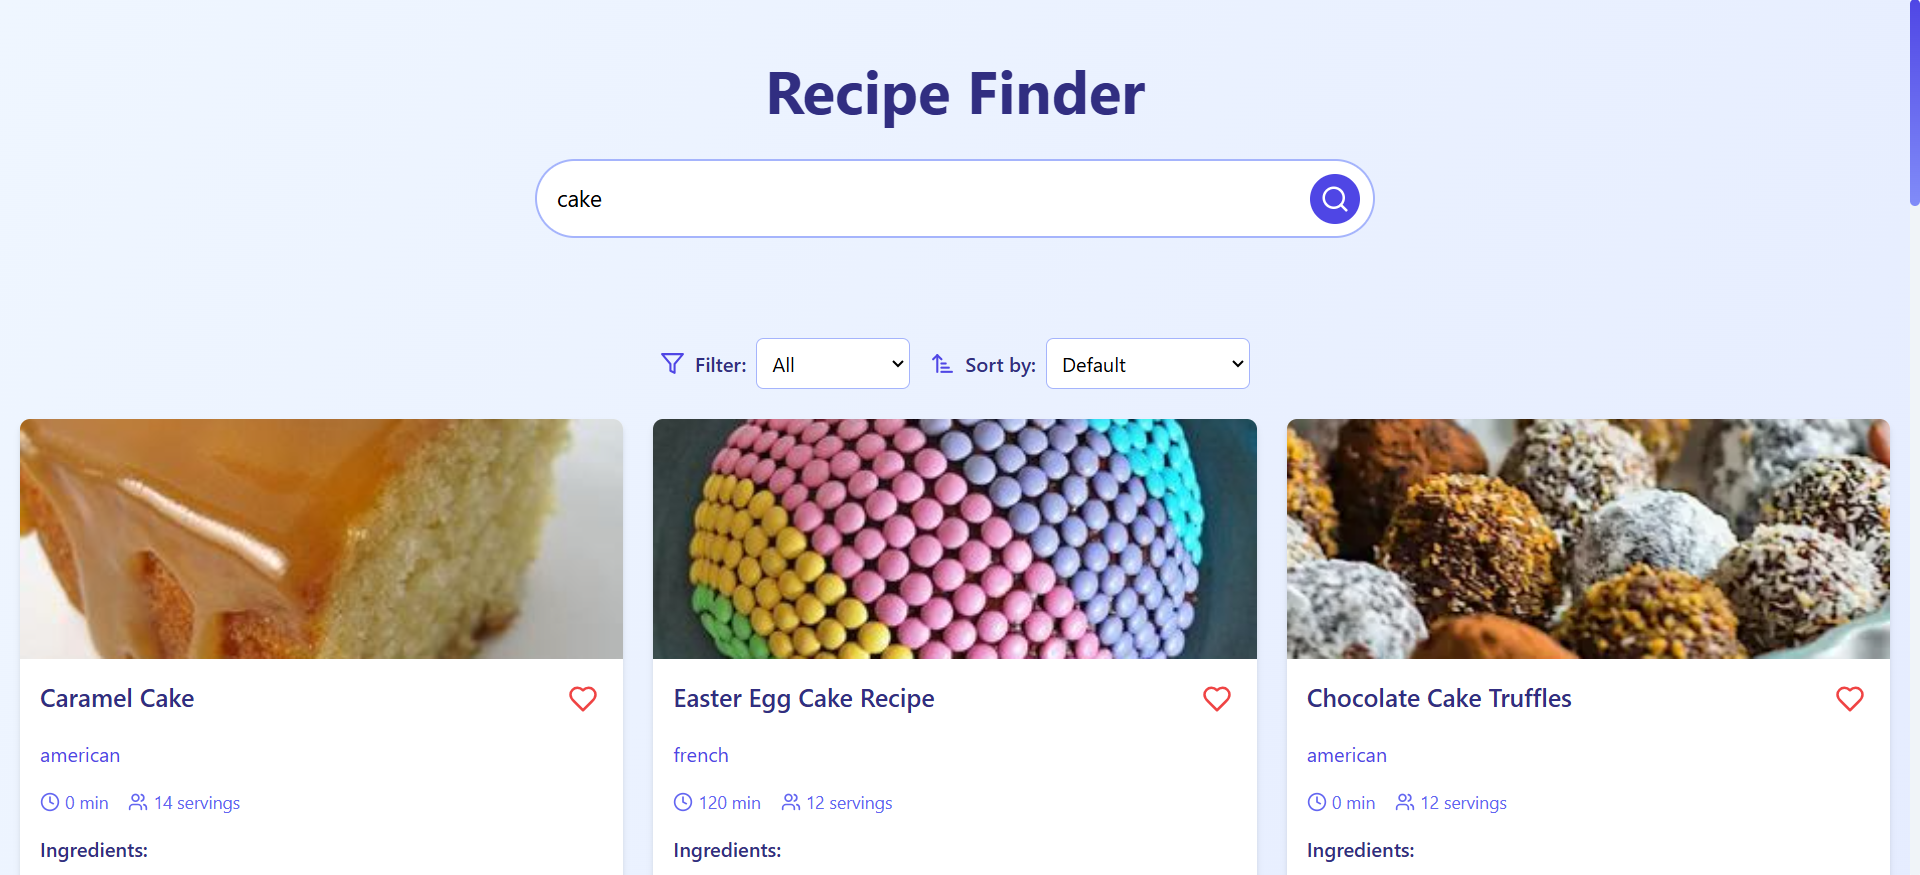 Recipe Finder
cake
Filter: All Sort by: Default
Caramel Cake
american
0 min 14 servings
Ingredients:
Easter Egg Cake Recipe
french
120 min 12 servings
Ingredients:
Chocolate Cake Truffles
american
0 min 12 servings
Ingredients: